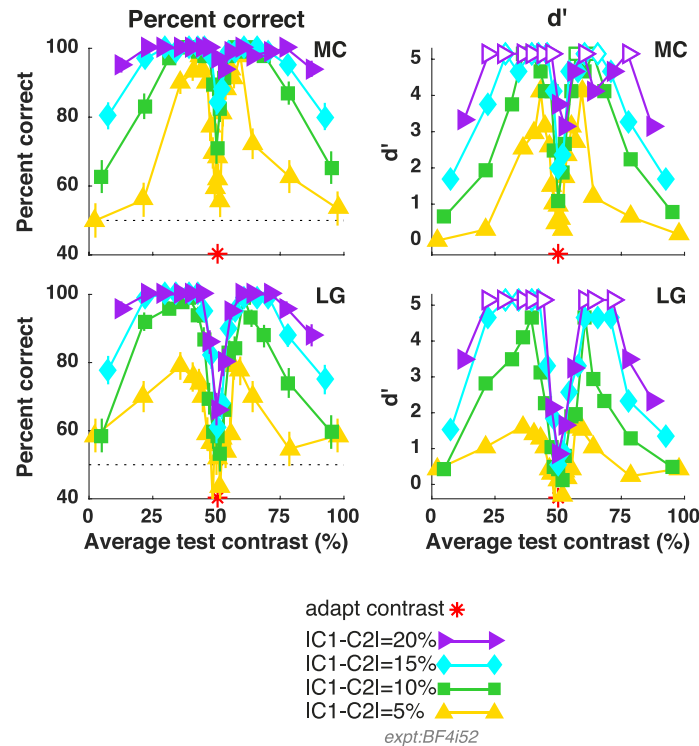 Percent correct
d'
MC
MC
100
80
60
40
Percent correct
5
4
3
2
1
0
d'
LG
LG
100
80
60
40
Percent correct
0
25
50
75
100
Average test contrast (%)
5
4
3
2
1
0
d'
0
25
50
75
100
Average test contrast (%)
adapt contrast
|C1-C2|=20%
|C1-C2|=15%
|C1-C2|=10%
|C1-C2|=5%
expt:BF4i52